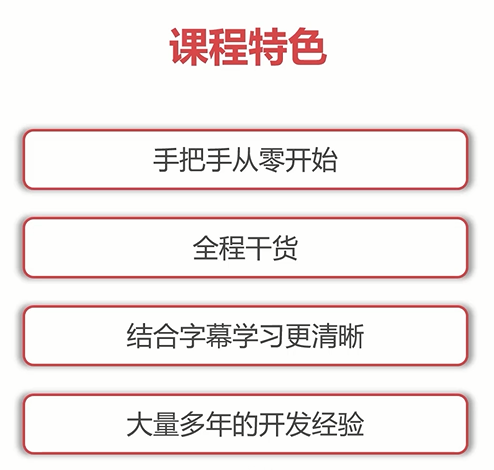 课程特色
手把手从零开始
全程干货
结合字幕学习更清晰
大量多年的开发经验